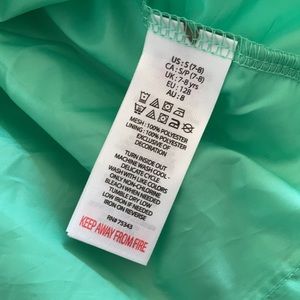 US : S (7-8)
CA : S/P (7-8)
UK : 7-8 yrs
EU : 128
AU : 8
MESH : 100% POLYESTER
LINING : 100% POLYESTER
EXCLUSIVE OF
DECORATION
TURN INSIDE OUT
MACHINE WASH COOL -
DELICATE CYCLE
WASH WITH LIKE COLORS
ONLY NON-CHLORINE
BLEACH WHEN NEEDED
TUMBLE DRY LOW
LOW IRON IF NEEDED
IRON ON REVERSE
KEEP AWAY FROM FIRE
RN# 75343